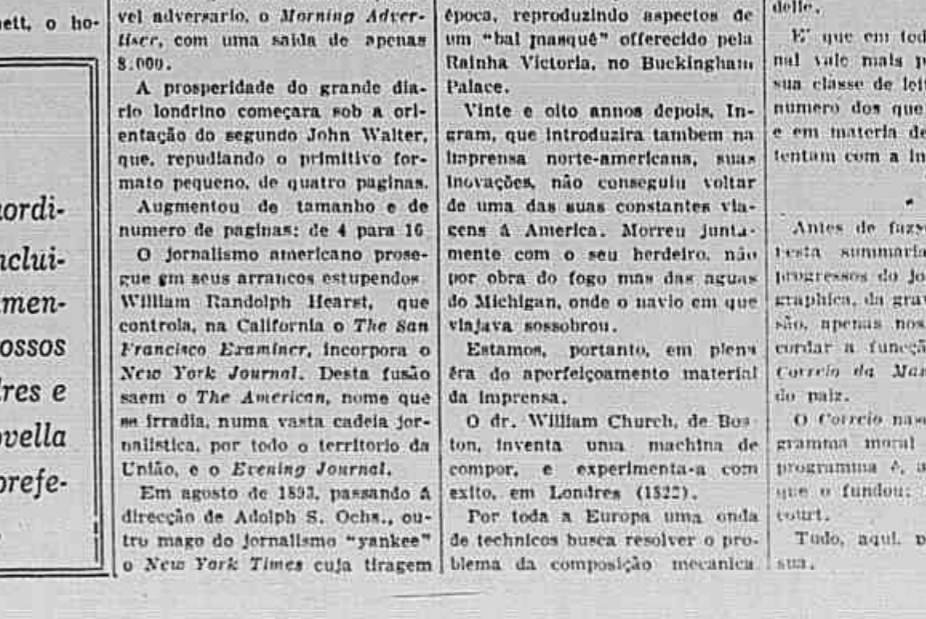 nett, o ho-
aordi-
nclui-
men-
ossos
dres e
ovella
prefe-
vel adversario, o Morning Adver-
tiser, com uma saida de apenas
8.000.
A prosperidade do grande dia-
rio londrino começara sob a ori-
entação do segundo John Walter,
que, repudiando o primitivo for-
mato pequeno, de quatro paginas.
Augmentou de tamanho e de
numero de paginas: de 4 para 16
O jornalismo americano prose-
gue em seus arrancos estupendos
William Randolph Hearst, que
controla, na California o The San
Francisco Examiner, incorpora o
New York Journal. Desta fusão
saem o The American, nome que
se irradia, numa vasta cadeia jor-
nalistica, por todo o territorio da
União, e o Evening Journal.
Em agosto de 1893, passando á
direcção de Adolph S. Ochs., ou-
tro mago do jornalismo "yankee"
o New York Times cuja tiragem
época, reproduzindo aspectos de
um "bal masqué" offerecido pela
Rainha Victoria, no Buckingham
Palace.
Vinte e oito annos depois, In-
gram, que introduzira tambem na
imprensa norte-americana, suas
inovações, não conseguiu voltar
de uma das suas constantes via-
gens á America. Morreu junta-
mente com o seu herdeiro, não
por obra do fogo mas das aguas
do Michigan, onde o navio em que
viajava sossobrou.
Estamos, portanto, em plena
éra do aperfeiçoamento material
da imprensa.
O dr. William Church, de Bos-
ton, inventa uma machina de
compor, e experimenta-a com
exito, em Londres (1822).
Por toda a Europa uma onda
de technicos busca resolver o pro-
blema da composição mecanica
delle.
E' que em tod
nal vale mais p
sua classe de leit
numero dos que
e em materia de
tentam com a in
Antes de faze
resta summaria
progressos do jo
graphica, da grav
são, apenas nos
cordar a funcçã
Correio da Man
do paiz.
O Correio nas
gramma moral
programma é, a
que o fundou:
court.
Tudo, aqui, p
sua.